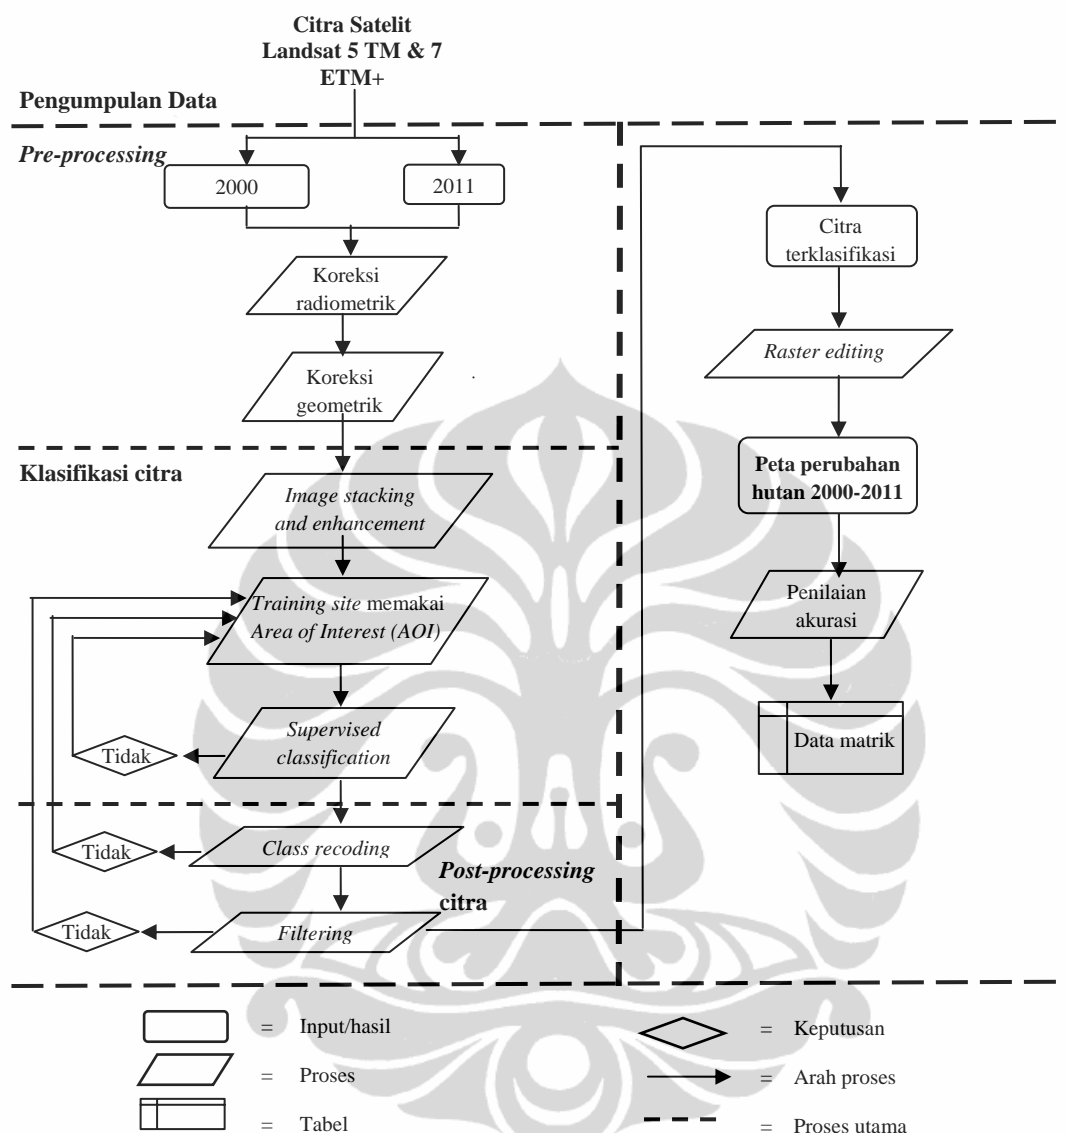 Citra Satelit
Landsat 5 TM & 7
ETM+
Pengumpulan Data
Pre-processing
2000
2011
Koreksi
radiometrik
Koreksi
geometrik
Klasifikasi citra
Image stacking
and enhancement
Training site memakai
Area of Interest (AOI)
Supervised
classification
Tidak
Class recoding
Tidak
Post-processing
citra
Filtering
Tidak
Citra
terklasifikasi
Raster editing
Peta perubahan
hutan 2000-2011
Penilaian
akurasi
Data matrik
= Input/hasil
= Proses
= Tabel
= Keputusan
= Arah proses
= Proses utama